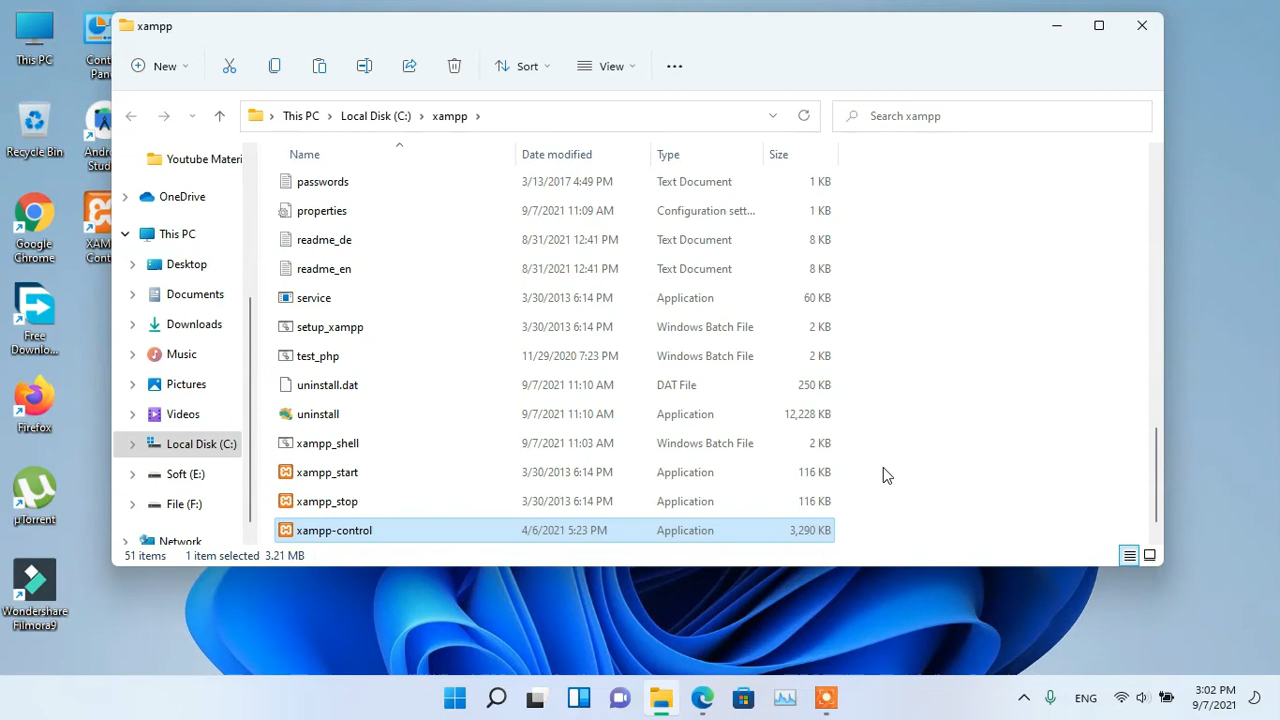 This PC
Recycle Bin
Google
Chrome
Free
Downlo...
Firefox
µTorrent
Wondershare
Filmora9
Cont
Pan
Andr
Stud
XAM
Cont
xampp
New
Sort
View
This PC
Local Disk (C:)
xampp
Search xampp
Youtube Materi
OneDrive
This PC
Desktop
Documents
Downloads
Music
Pictures
Videos
Local Disk (C:)
Soft (E:)
File (F:)
Network
Name Date modified Type Size
passwords 3/13/2017 4:49 PM Text Document 1 KB
properties 9/7/2021 11:09 AM Configuration sett... 1 KB
readme_de 8/31/2021 12:41 PM Text Document 8 KB
readme_en 8/31/2021 12:41 PM Text Document 8 KB
service 3/30/2013 6:14 PM Application 60 KB
setup_xampp 3/30/2013 6:14 PM Windows Batch File 2 KB
test_php 11/29/2020 7:23 PM Windows Batch File 2 KB
uninstall.dat 9/7/2021 11:10 AM DAT File 250 KB
uninstall 9/7/2021 11:10 AM Application 12,228 KB
xampp_shell 9/7/2021 11:03 AM Windows Batch File 2 KB
xampp_start 3/30/2013 6:14 PM Application 116 KB
xampp_stop 3/30/2013 6:14 PM Application 116 KB
xampp-control 4/6/2021 5:23 PM Application 3,290 KB
51 items 1 item selected 3.21 MB
ENG
3:02 PM
9/7/2021